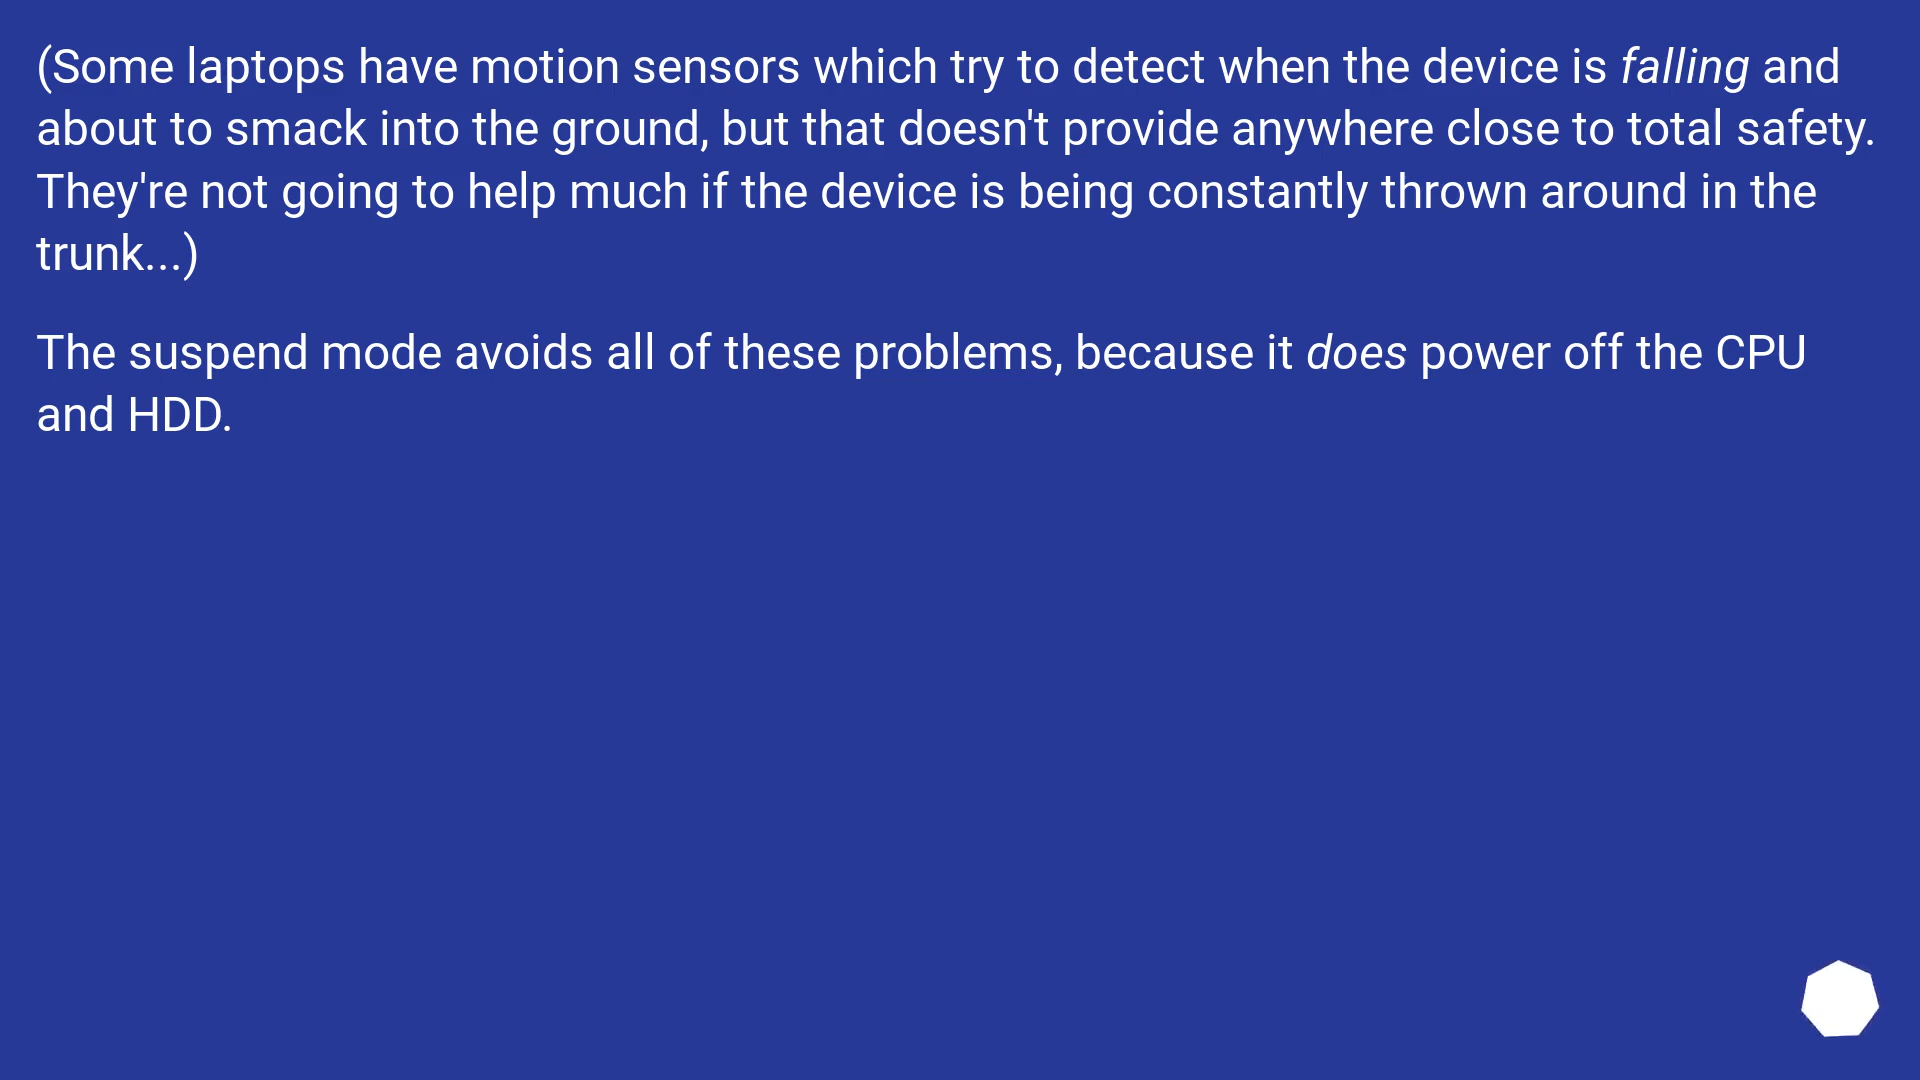 (Some laptops have motion sensors which try to detect when the device is falling and
about to smack into the ground, but that doesn't provide anywhere close to total safety.
They're not going to help much if the device is being constantly thrown around in the
trunk...)
The suspend mode avoids all of these problems, because it does power off the CPU
and HDD.